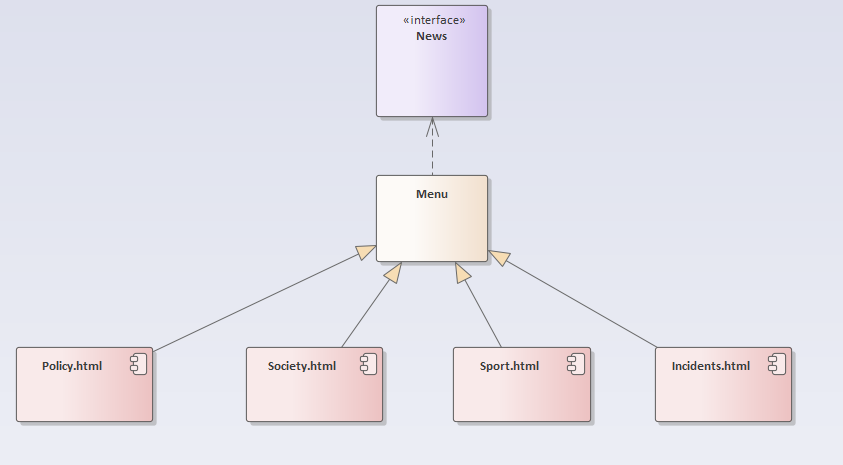 «interface»
News
Menu
Policy.html
Society.html
Sport.html
Incidents.html